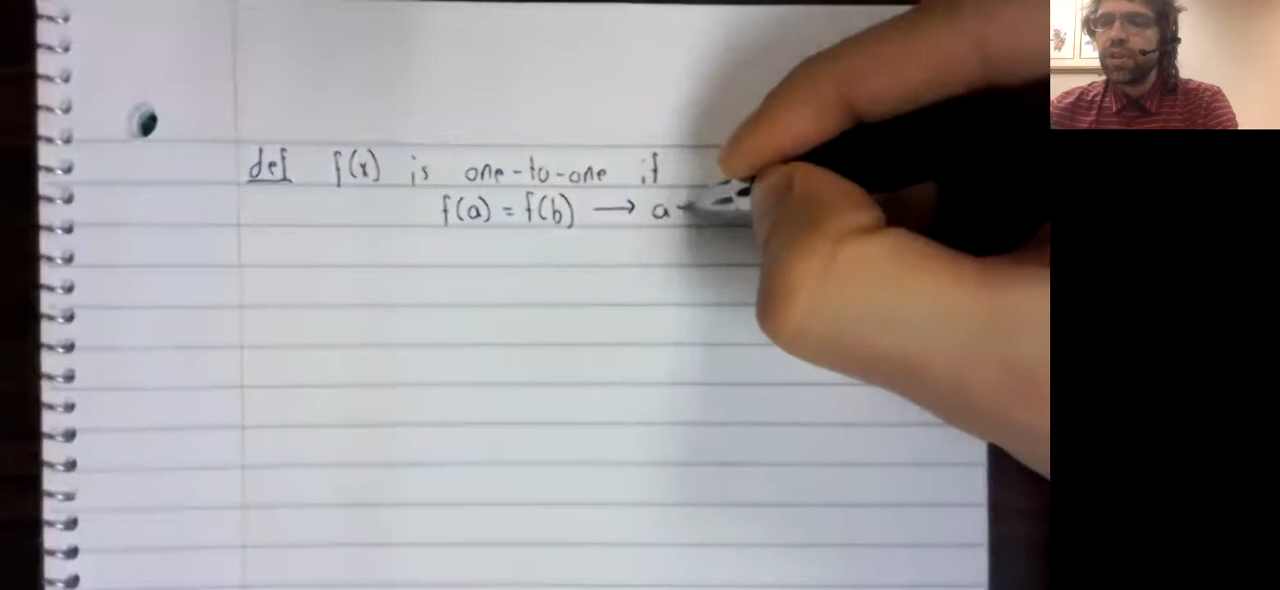 def f(x) is one-to-one if
f(a) = f(b) → a